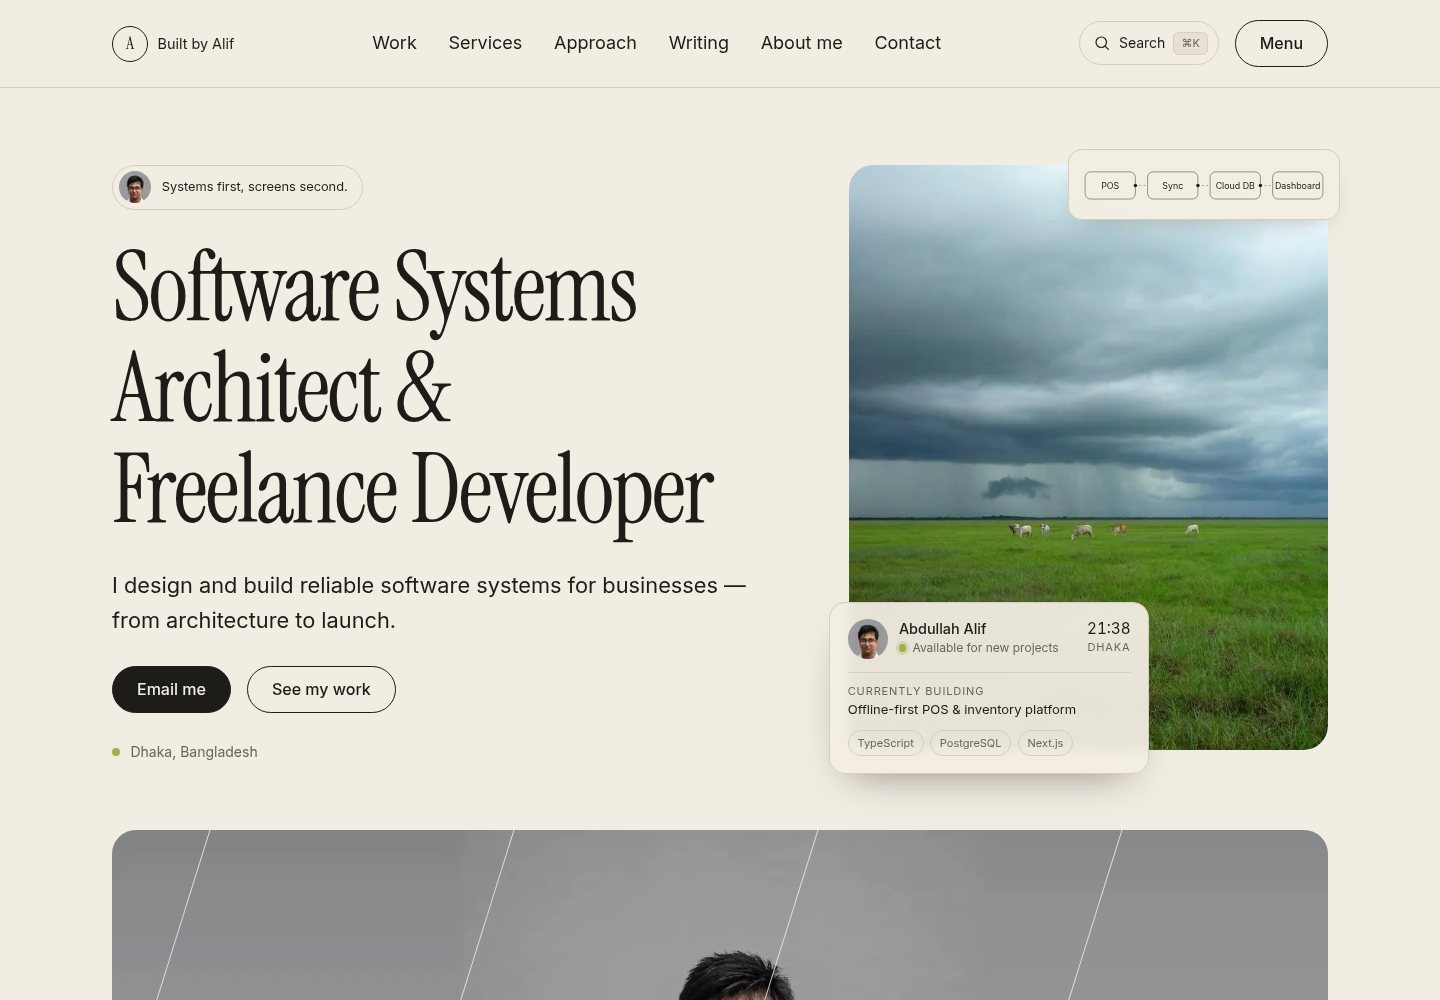 A Built by Alif
Work Services Approach Writing About me Contact
Search ⌘K
Menu
Systems first, screens second.
Software Systems
Architect &
Freelance Developer
I design and build reliable software systems for businesses —
from architecture to launch.
Email me
See my work
Dhaka, Bangladesh
POS Sync Cloud DB Dashboard
Abdullah Alif 21:38
Available for new projects DHAKA
CURRENTLY BUILDING
Offline-first POS & inventory platform
TypeScript PostgreSQL Next.js